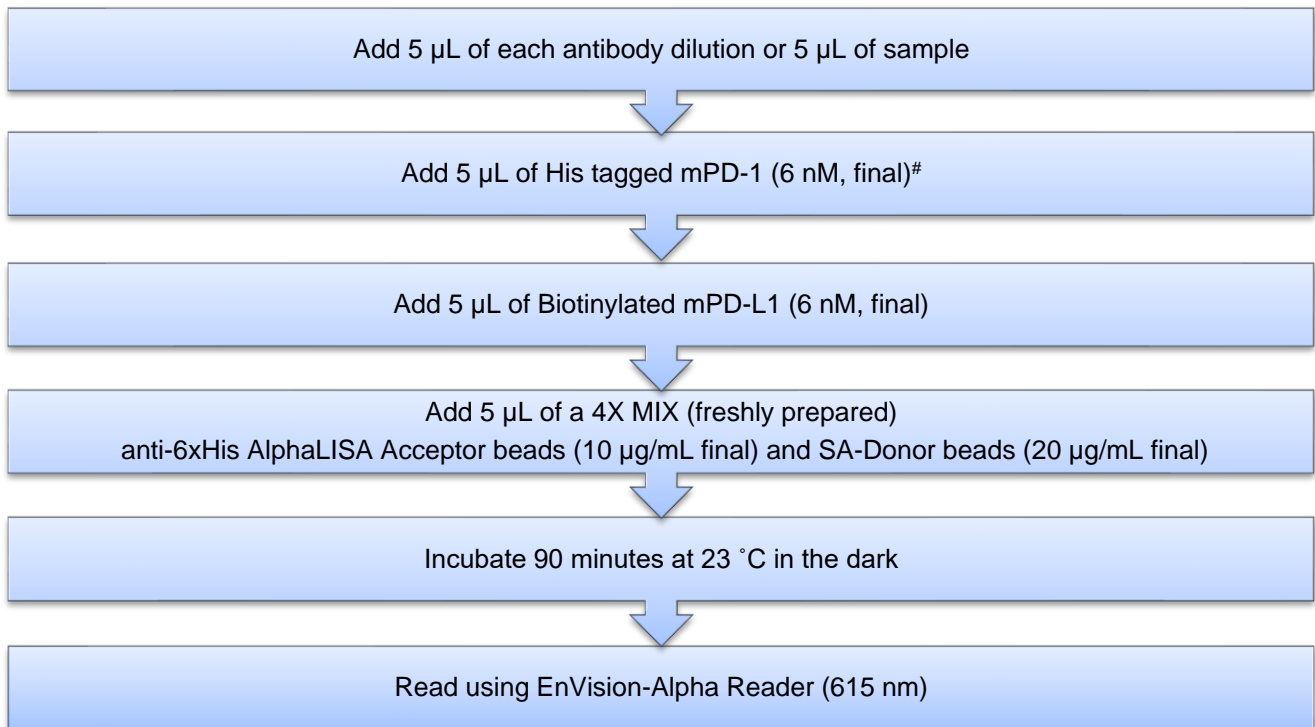 Add 5 µL of each antibody dilution or 5 µL of sample
Add 5 µL of His tagged mPD-1 (6 nM, final)#
Add 5 µL of Biotinylated mPD-L1 (6 nM, final)
Add 5 µL of a 4X MIX (freshly prepared)
anti-6xHis AlphaLISA Acceptor beads (10 µg/mL final) and SA-Donor beads (20 µg/mL final)
Incubate 90 minutes at 23 ˚C in the dark
Read using EnVision-Alpha Reader (615 nm)